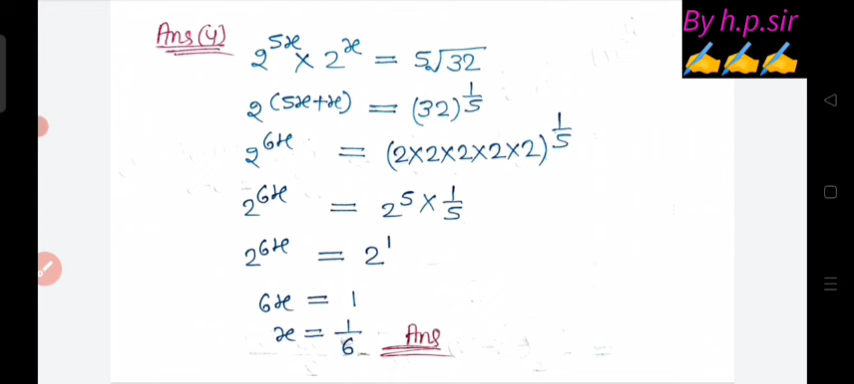 By h.p.sir
✍️✍️✍️
Ans(4) 2^5x × 2^x = ⁵√32
2^(5x+x) = (32)^1/5
2^6x = (2×2×2×2×2)^1/5
2^6x = 2^5×1/5
2^6x = 2^1
6x = 1
x = 1/6 Ans